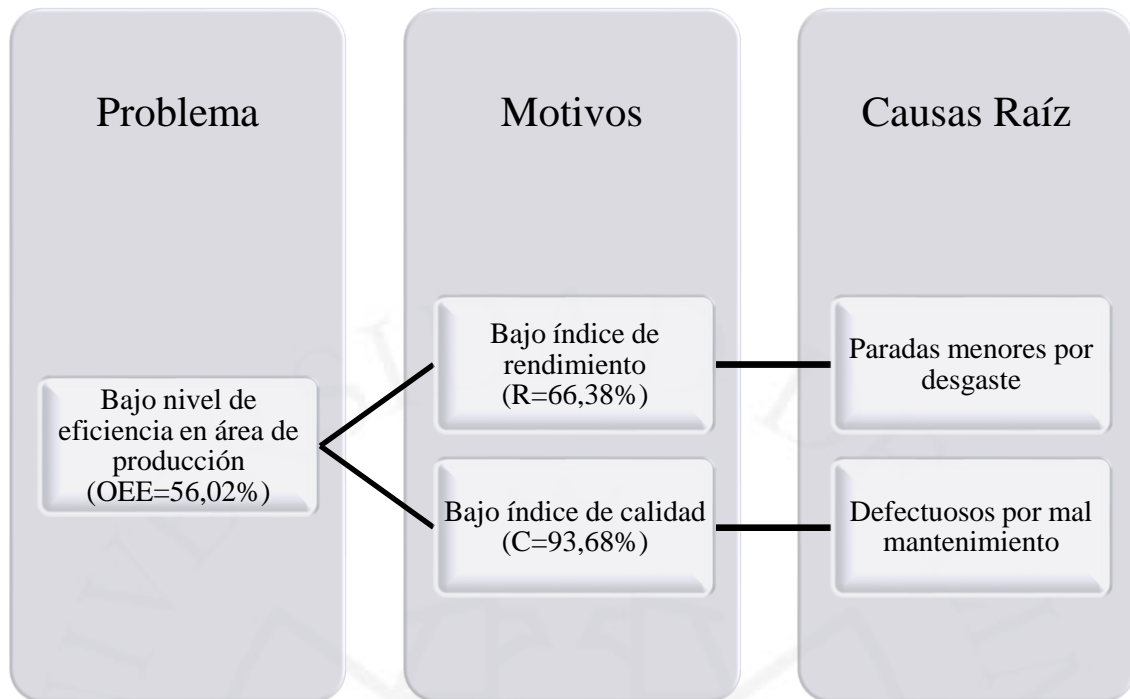 Problema
Bajo nivel de
eficiencia en área de
producción
(OEE=56,02%)
Motivos
Bajo índice de
rendimiento
(R=66,38%)
Bajo índice de calidad
(C=93,68%)
Causas Raíz
Paradas menores por
desgaste
Defectuosos por mal
mantenimiento